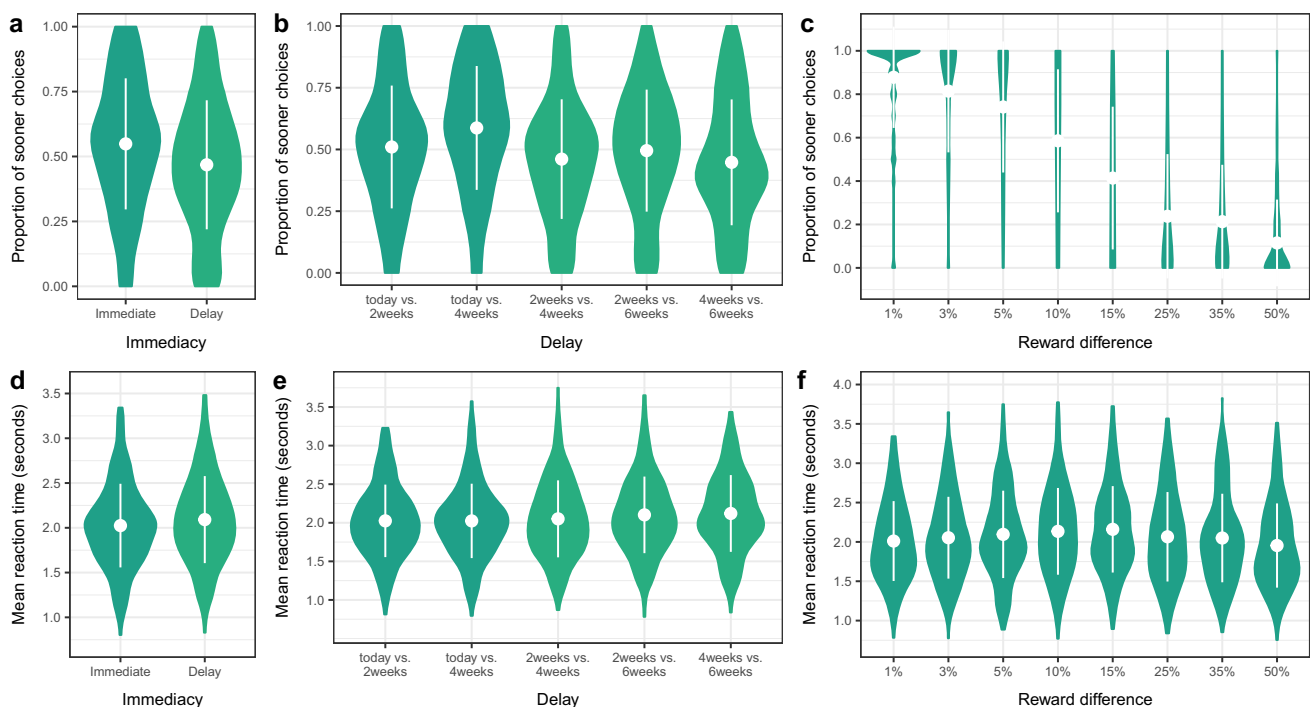 a
Proportion of sooner choices
1.00
0.75
0.50
0.25
0.00
Immediate
Delay
Immediacy
b
Proportion of sooner choices
1.00
0.75
0.50
0.25
0.00
today vs.
2weeks
today vs.
4weeks
2weeks vs.
4weeks
2weeks vs.
6weeks
4weeks vs.
6weeks
Delay
c
Proportion of sooner choices
1.0
0.8
0.6
0.4
0.2
0.0
1%
3%
5%
10%
15%
25%
35%
50%
Reward difference
d
Mean reaction time (seconds)
3.5
3.0
2.5
2.0
1.5
1.0
Immediate
Delay
Immediacy
e
Mean reaction time (seconds)
3.5
3.0
2.5
2.0
1.5
1.0
today vs.
2weeks
today vs.
4weeks
2weeks vs.
4weeks
2weeks vs.
6weeks
4weeks vs.
6weeks
Delay
f
Mean reaction time (seconds)
4.0
3.5
3.0
2.5
2.0
1.5
1.0
1%
3%
5%
10%
15%
25%
35%
50%
Reward difference